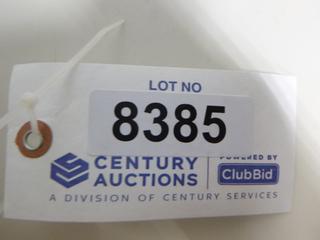 LOT NO
8385
CENTURY AUCTIONS
POWERED BY
ClubBid
A DIVISION OF CENTURY SERVICES